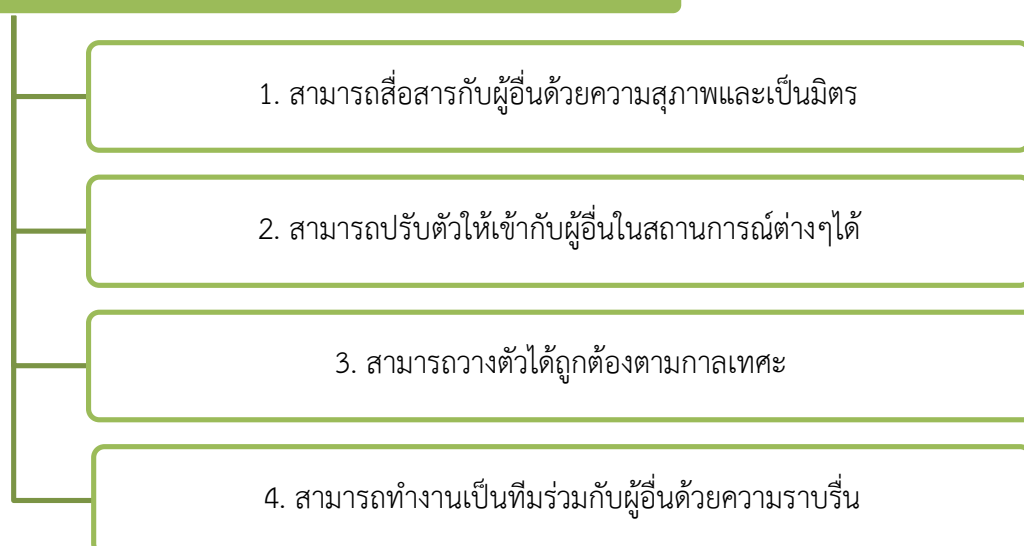 1. สามารถสื่อสารกับผู้อื่นด้วยความสุภาพและเป็นมิตร
2. สามารถปรับตัวให้เข้ากับผู้อื่นในสถานการณ์ต่างๆได้
3. สามารถวางตัวได้ถูกต้องตามกาลเทศะ
4. สามารถทำงานเป็นทีมร่วมกับผู้อื่นด้วยความราบรื่น